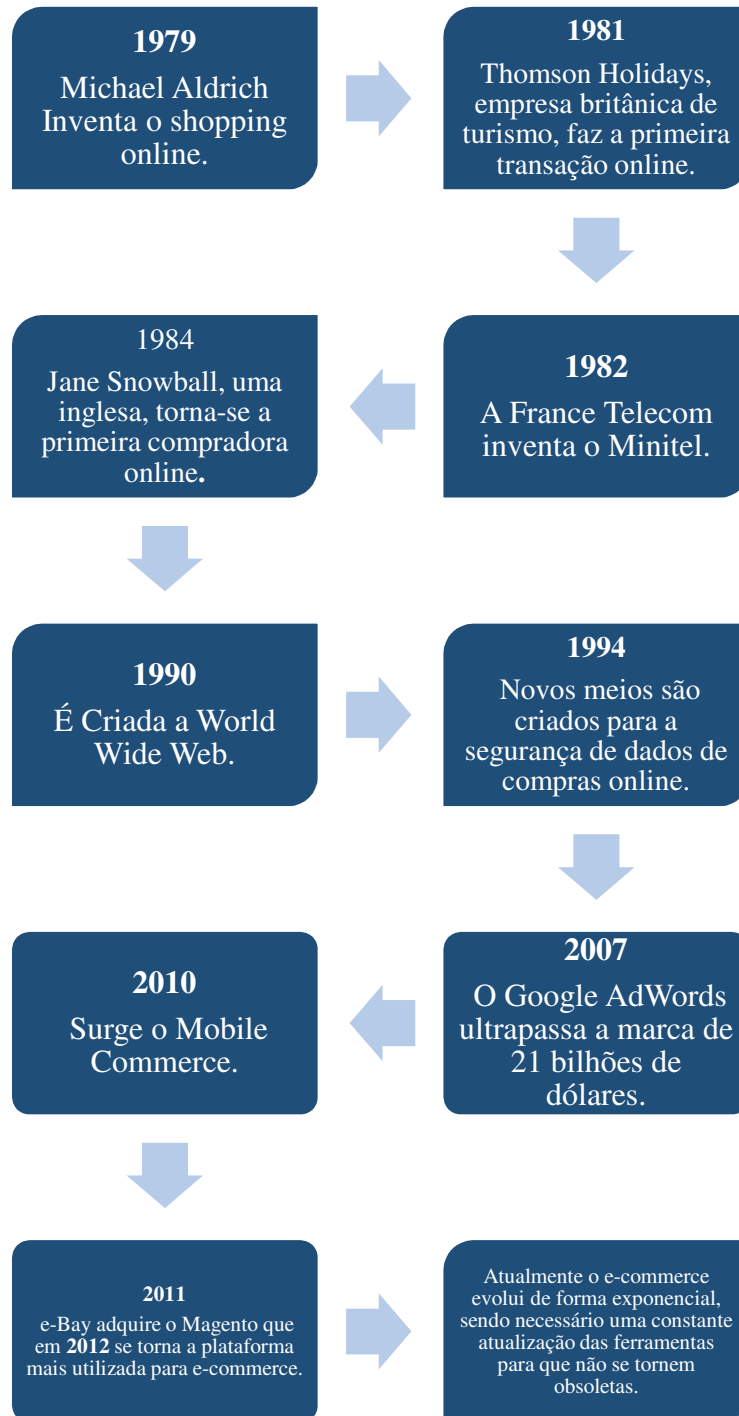 1979
Michael Aldrich
Inventa o shopping
online.
1981
Thomson Holidays,
empresa britânica de
turismo, faz a primeira
transação online.
1982
A France Telecom
inventa o Minitel.
1984
Jane Snowball, uma
inglesa, torna-se a
primeira compradora
online.
1990
É Criada a World
Wide Web.
1994
Novos meios são
criados para a
segurança de dados de
compras online.
2007
O Google AdWords
ultrapassa a marca de
21 bilhões de
dólares.
2010
Surge o Mobile
Commerce.
2011
e-Bay adquire o Magento que
em 2012 se torna a plataforma
mais utilizada para e-commerce.
Atualmente o e-commerce
evolui de forma exponencial,
sendo necessário uma constante
atualização das ferramentas
para que não se tornem
obsoletas.